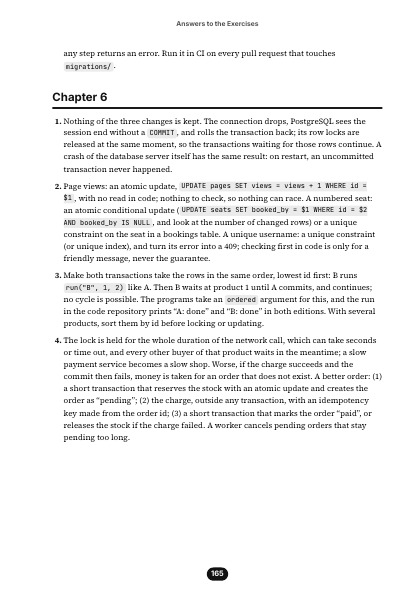 Answers to the Exercises
any step returns an error. Run it in CI on every pull request that touches
migrations/.
Chapter 6
1. Nothing of the three changes is kept. The connection drops, PostgreSQL sees the
session end without a COMMIT, and rolls the transaction back; its row locks are
released at the same moment, so the transactions waiting for those rows continue. A
crash of the database server itself has the same result: on restart, an uncommitted
transaction never happened.
2. Page views: an atomic update, UPDATE pages SET views = views + 1 WHERE id =
$1, with no read in code; nothing to check, so nothing can race. A numbered seat:
an atomic conditional update (UPDATE seats SET booked_by = $1 WHERE id = $2
AND booked_by IS NULL, and look at the number of changed rows) or a unique
constraint on the seat in a bookings table. A unique username: a unique constraint
(or unique index), and turn its error into a 409; checking first in code is only for a
friendly message, never the guarantee.
3. Make both transactions take the rows in the same order, lowest id first: B runs
run("B", 1, 2) like A. Then B waits at product 1 until A commits, and continues;
no cycle is possible. The programs take an ordered argument for this, and the run
in the code repository prints “A: done” and “B: done” in both editions. With several
products, sort them by id before locking or updating.
4. The lock is held for the whole duration of the network call, which can take seconds
or time out, and every other buyer of that product waits in the meantime; a slow
payment service becomes a slow shop. Worse, if the charge succeeds and the
commit then fails, money is taken for an order that does not exist. A better order: (1)
a short transaction that reserves the stock with an atomic update and creates the
order as “pending”; (2) the charge, outside any transaction, with an idempotency
key made from the order id; (3) a short transaction that marks the order “paid”, or
releases the stock if the charge failed. A worker cancels pending orders that stay
pending too long.
165